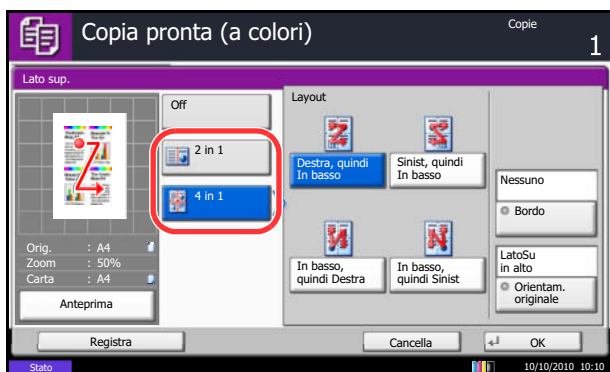 Copia pronta (a colori)
Copie
1
Lato sup.
Off
2 in 1
4 in 1
Layout
Destra, quindi
In basso
Sinist, quindi
In basso
In basso,
quindi Destra
In basso,
quindi Sinist
Nessuno
Bordo
LatoSu
in alto
Orientam.
originale
Orig. : A4
Zoom : 50%
Carta : A4
Anteprima
Registra
Cancella
OK
Stato
10/10/2010 10:10